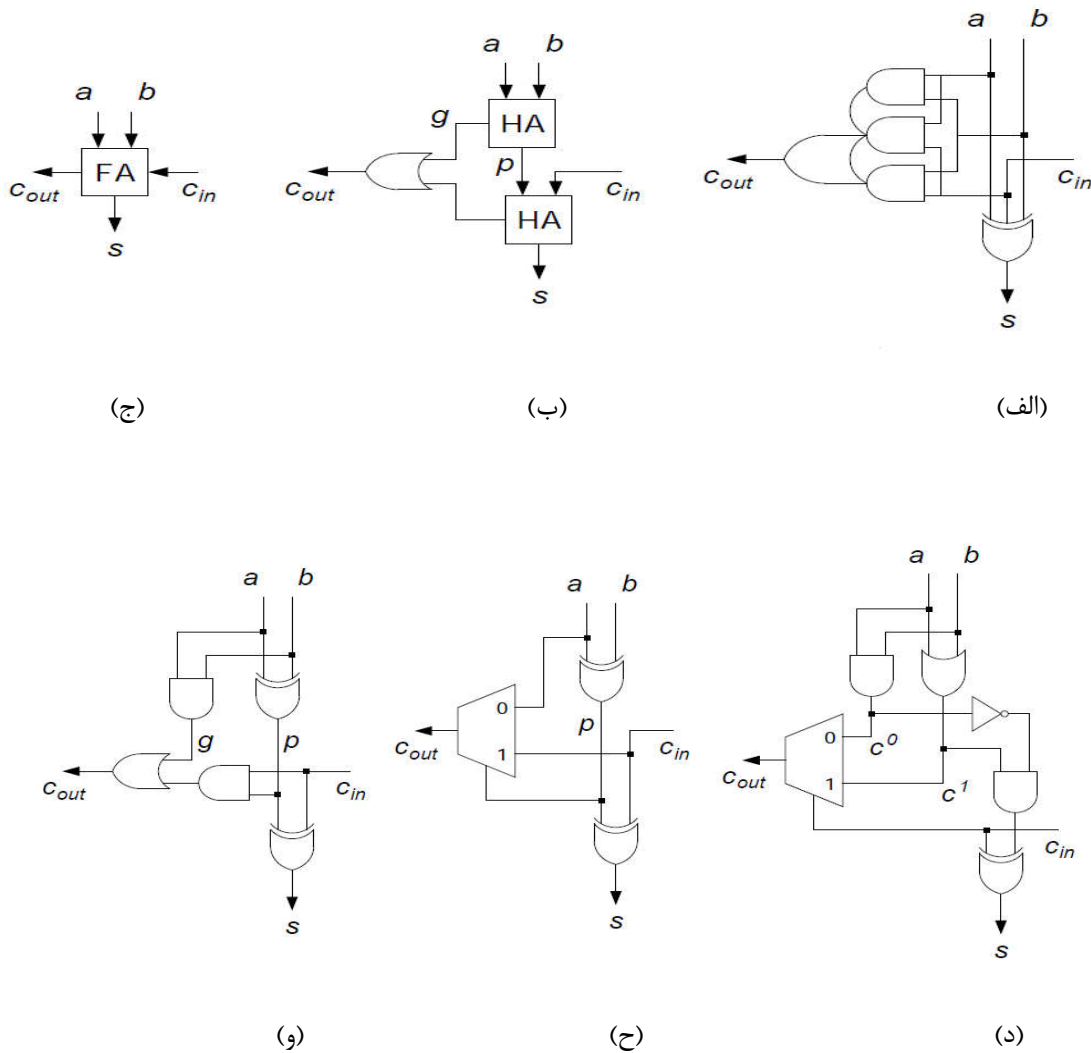 a b
FA
c_out c_in
s
(ج)
a b
g HA
p
c_out c_in
HA
s
(ب)
a b
c_out c_in
s
(الف)
a b
g p
c_out c_in
s
(و)
a b
0
p
c_out c_in
1
s
(ح)
a b
0 c^0
c_out
1 c^1
c_in
s
(د)